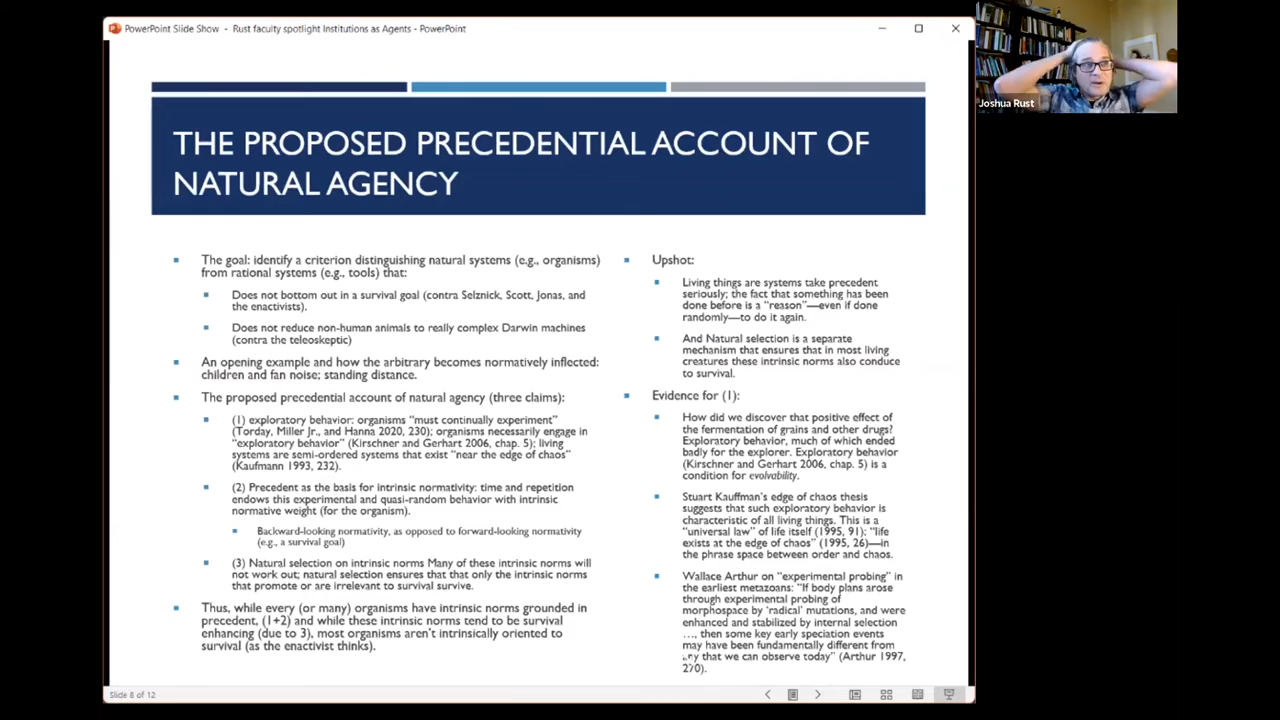 PowerPoint Slide Show - Rust faculty spotlight Institutions as Agents - PowerPoint
Joshua Rust
THE PROPOSED PRECEDENTIAL ACCOUNT OF
NATURAL AGENCY
The goal: identify a criterion distinguishing natural systems (e.g., organisms)
from rational systems (e.g., tools) that:
Does not bottom out in a survival goal (contra Selznick, Scott, Jonas, and
the enactivists).
Does not reduce non-human animals to really complex Darwin machines
(contra the teleoskeptic)
An opening example and how the arbitrary becomes normatively inflected:
children and fan noise; standing distance.
The proposed precedential account of natural agency (three claims):
(1) exploratory behavior: organisms “must continually experiment”
(Torday, Miller Jr., and Hanna 2020, 230); organisms necessarily engage in
“exploratory behavior” (Kirschner and Gerhart 2006, chap. 5); living
systems are semi-ordered systems that exist “near the edge of chaos”
(Kaufmann 1993, 232).
(2) Precedent as the basis for intrinsic normativity: time and repetition
endows this experimental and quasi-random behavior with intrinsic
normative weight (for the organism).
Backward-looking normativity, as opposed to forward-looking normativity
(e.g., a survival goal)
(3) Natural selection on intrinsic norms Many of these intrinsic norms will
not work out; natural selection ensures that that only the intrinsic norms
that promote or are irrelevant to survival survive.
Thus, while every (or many) organisms have intrinsic norms grounded in
precedent, (1+2) and while these intrinsic norms tend to be survival
enhancing (due to 3), most organisms aren’t intrinsically oriented to
survival (as the enactivist thinks).
Upshot:
Living things are systems take precedent
seriously; the fact that something has been
done before is a “reason”—even if done
randomly—to do it again.
And Natural selection is a separate
mechanism that ensures that in most living
creatures these intrinsic norms also conduce
to survival.
Evidence for (1):
How did we discover that positive effect of
the fermentation of grains and other drugs?
Exploratory behavior, much of which ended
badly for the explorer. Exploratory behavior
(Kirschner and Gerhart 2006, chap. 5) is a
condition for evolvability.
Stuart Kauffman’s edge of chaos thesis
suggests that such exploratory behavior is
characteristic of all living things. This is a
“universal law” of life itself (1995, 91): “life
exists at the edge of chaos” (1995, 26)—in
the phrase space between order and chaos.
Wallace Arthur on “experimental probing” in
the earliest metazoans: “If body plans arose
through experimental probing of
morphospace by ‘radical’ mutations, and were
enhanced and stabilized by internal selection
…, then some key early speciation events
may have been fundamentally different from
that we can observe today” (Arthur 1997,
270).
Slide 8 of 12